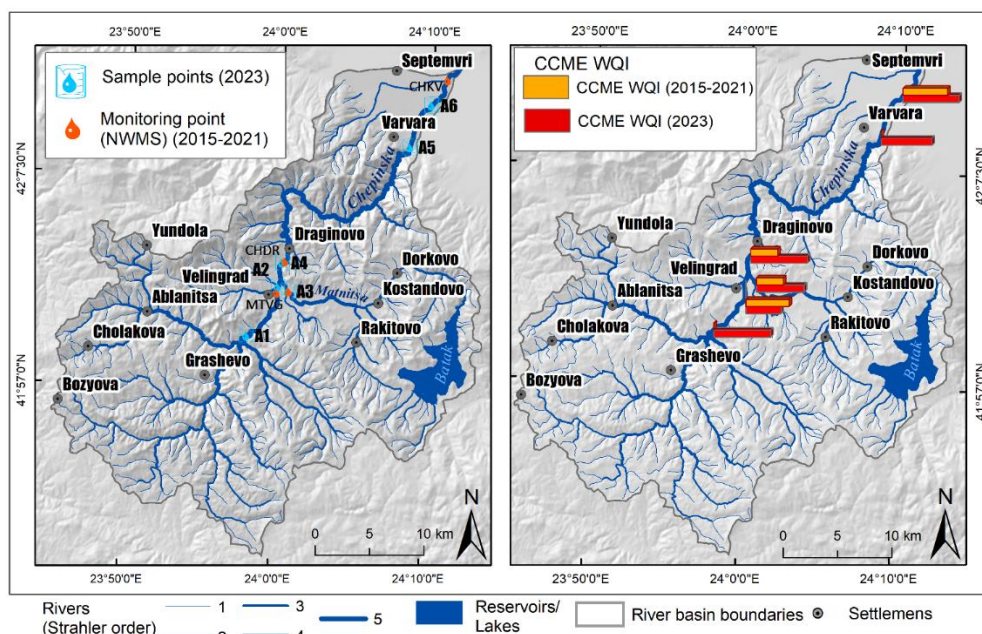 23°50'0"E 24°0'0"E 24°10'0"E
Sample points (2023)
Monitoring point
(NWMS) (2015-2021)
Septemvri
CHKV
A6
Varvara
A5
Chepinska
42°7'30"N
Yundola
Draginovo
CHDR
A2
A4
Dorkovo
Velingrad
A3
Matnitsa
Kostandovo
MTVG
Ablanitsa
Cholakova
A1
Rakitovo
Grashevo
Batak
Bozyova
41°57'0"N
N
0 5 10 km
23°50'0"E 24°0'0"E 24°10'0"E
23°50'0"E 24°0'0"E 24°10'0"E
CCME WQI
CCME WQI (2015-2021)
CCME WQI (2023)
Septemvri
Varvara
Chepinska
42°7'30"N
Yundola
Draginovo
Dorkovo
Velingrad
Ablanitsa
Kostandovo
Cholakova
Rakitovo
Grashevo
Batak
Bozyova
41°57'0"N
N
0 5 10 km
23°50'0"E 24°0'0"E 24°10'0"E
Rivers
(Strahler order)
1
3
5
Reservoirs/
Lakes
River basin boundaries
Settlemens